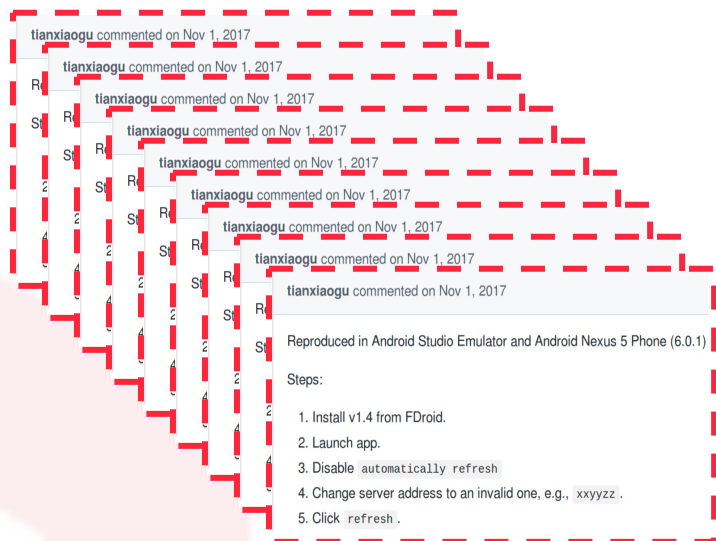 tianxiaogu commented on Nov 1, 2017
tianxiaogu commented on Nov 1, 2017
tianxiaogu commented on Nov 1, 2017
tianxiaogu commented on Nov 1, 2017
tianxiaogu commented on Nov 1, 2017
tianxiaogu commented on Nov 1, 2017
tianxiaogu commented on Nov 1, 2017
tianxiaogu commented on Nov 1, 2017
tianxiaogu commented on Nov 1, 2017
Reproduced in Android Studio Emulator and Android Nexus 5 Phone (6.0.1)
Steps:
1. Install v1.4 from FDroid.
2. Launch app.
3. Disable automatically refresh
4. Change server address to an invalid one, e.g., xxyyzz .
5. Click refresh .